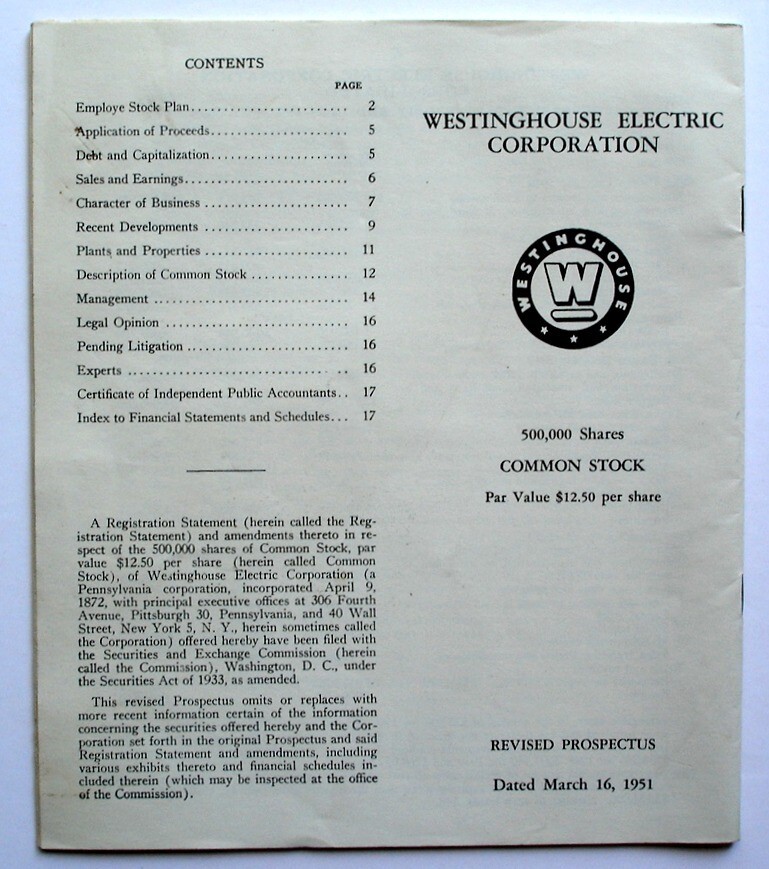 CONTENTS
PAGE
Employe Stock Plan........................ 2
Application of Proceeds..................... 5
Debt and Capitalization..................... 5
Sales and Earnings......................... 6
Character of Business ...................... 7
Recent Developments ...................... 9
Plants and Properties ...................... 11
Description of Common Stock .............. 12
Management ............................. 14
Legal Opinion ............................ 16
Pending Litigation ......................... 16
Experts .............................. .. 16
Certificate of Independent Public Accountants.. 17
Index to Financial Statements and Schedules... 17
A Registration Statement (herein called the Reg-
istration Statement) and amendments thereto in re-
spect of the 500,000 shares of Common Stock, par
value $12.50 per share (herein called Common
Stock), of Westinghouse Electric Corporation (a
Pennsylvania corporation, incorporated April 9,
1872, with principal executive offices at 306 Fourth
Avenue, Pittsburgh 30, Pennsylvania, and 40 Wall
Street, New York 5, N. Y., herein sometimes called
the Corporation) offered hereby have been filed with
the Securities and Exchange Commission (herein
called the Commission), Washington, D. C., under
the Securities Act of 1933, as amended.
This revised Prospectus omits or replaces with
more recent information certain of the information
concerning the securities offered hereby and the Cor-
poration set forth in the original Prospectus and said
Registration Statement and amendments, including
various exhibits thereto and financial schedules in-
cluded therein (which may be inspected at the office
of the Commission).
WESTINGHOUSE ELECTRIC
CORPORATION
WESTINGHOUSE
W
500,000 Shares
COMMON STOCK
Par Value $12.50 per share
REVISED PROSPECTUS
Dated March 16, 1951